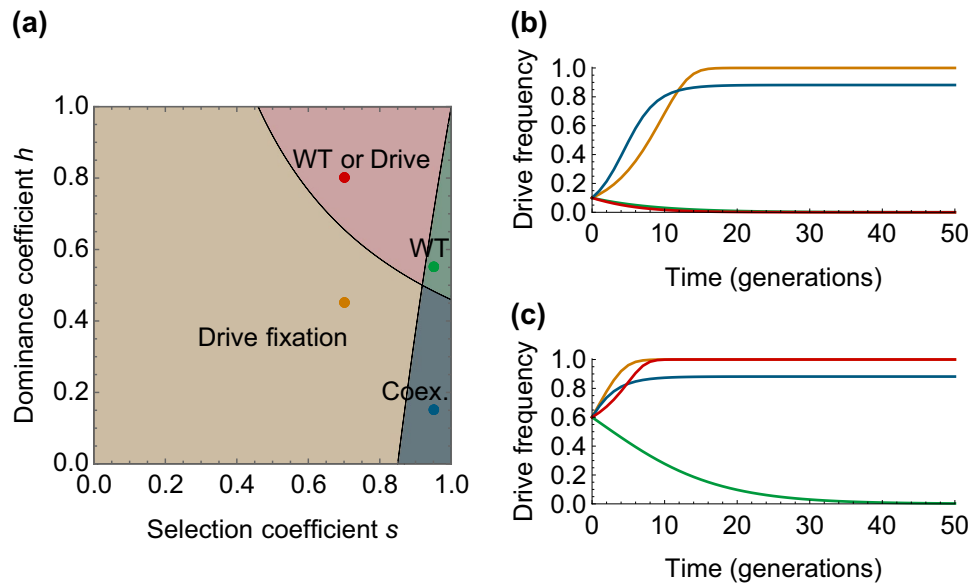 (a)
Dominance coefficient h
1.0
0.8
0.6
0.4
0.2
0.0
WT or Drive
WT
Drive fixation
Coex.
0.0 0.2 0.4 0.6 0.8 1.0
Selection coefficient s
(b)
Drive frequency
1.0
0.8
0.6
0.4
0.2
0.0
0 10 20 30 40 50
Time (generations)
(c)
Drive frequency
1.0
0.8
0.6
0.4
0.2
0.0
0 10 20 30 40 50
Time (generations)